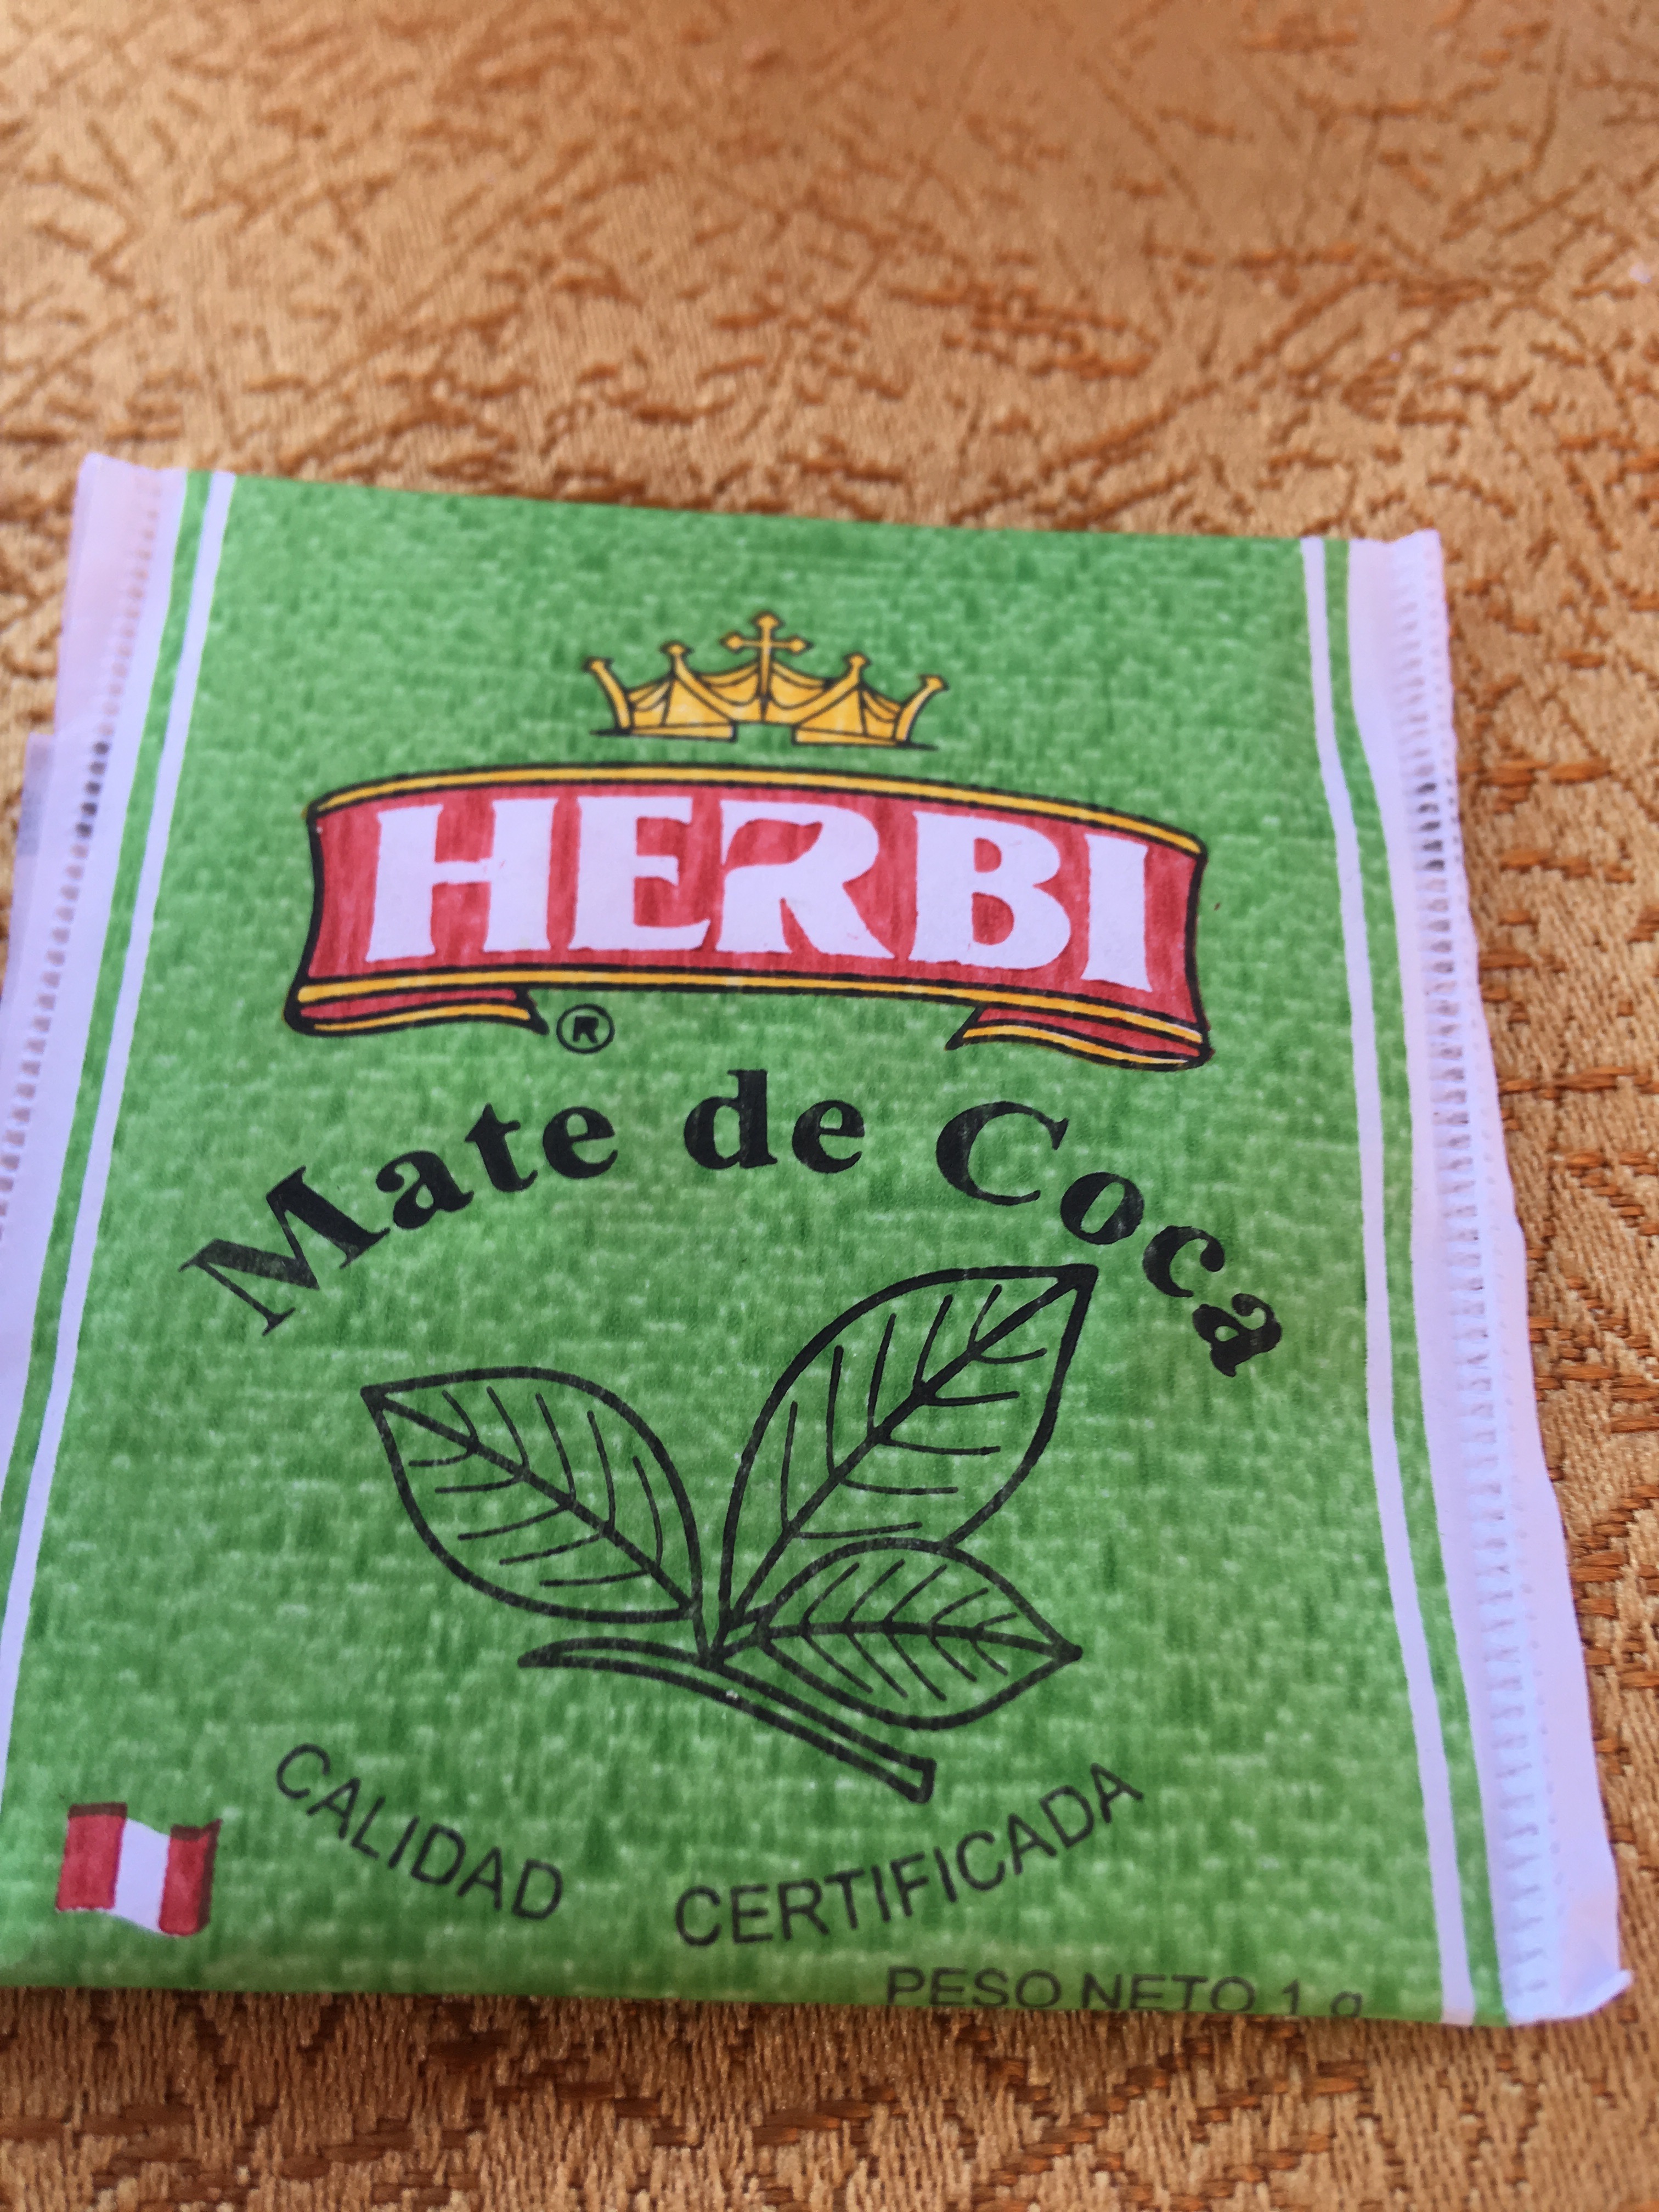 HERBI
®
Mate de Coca
CALIDAD CERTIFICADA
PESO NETO 1 g